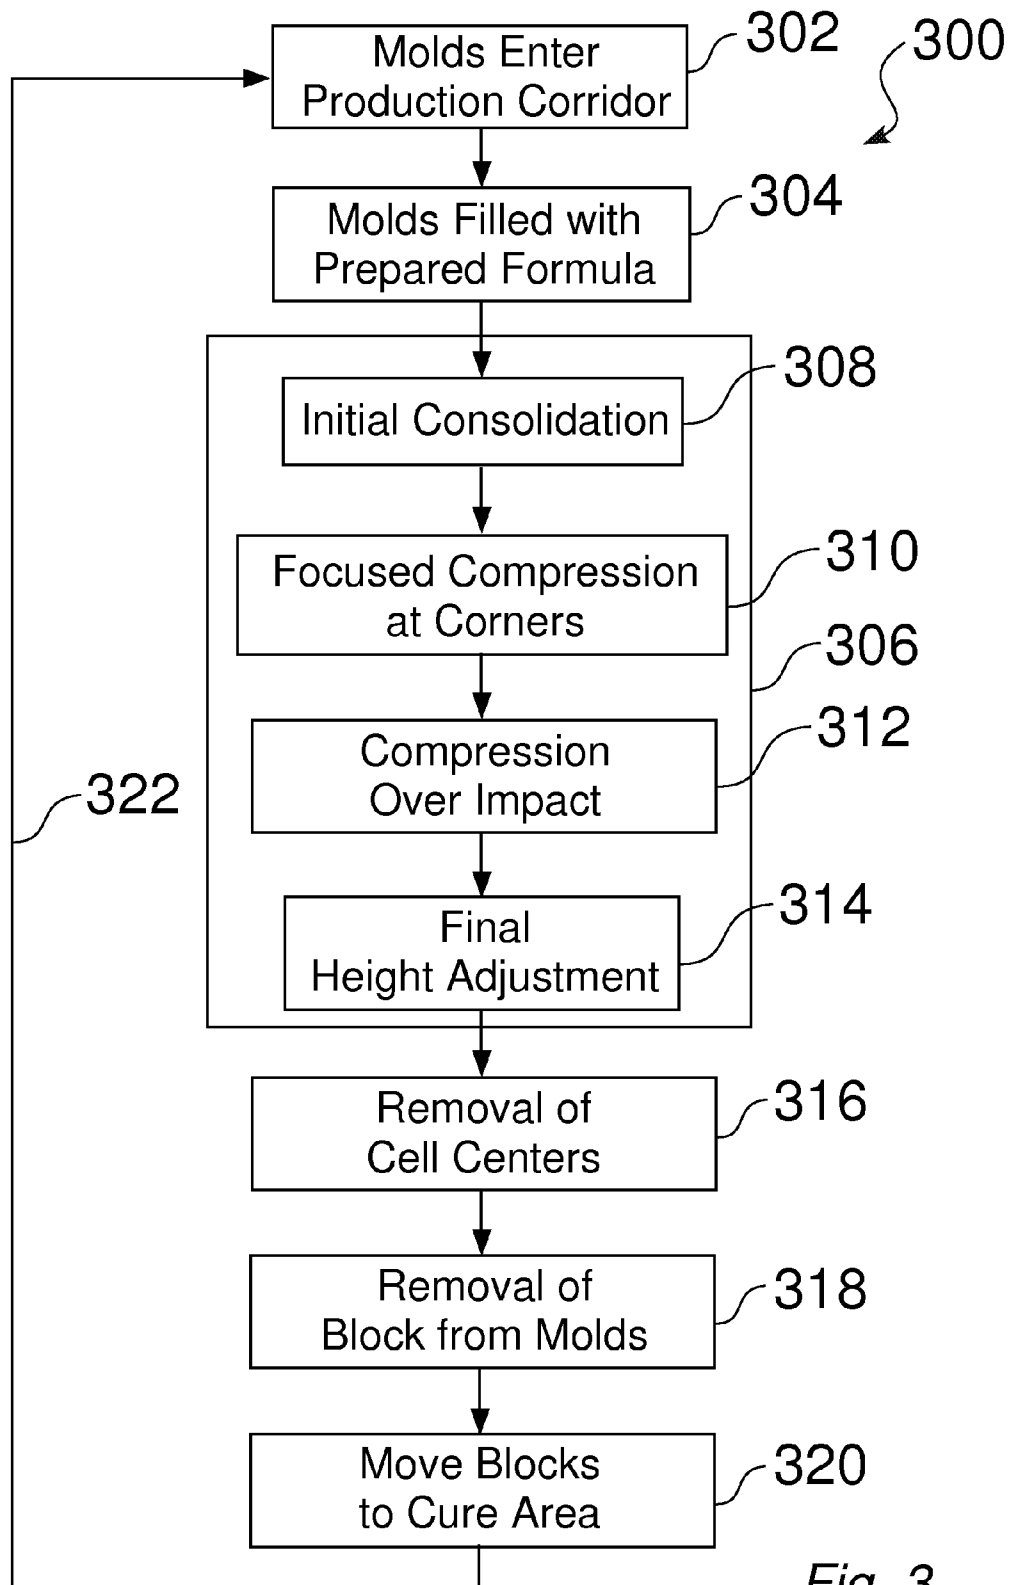 302
300
Molds Enter
Production Corridor
304
Molds Filled with
Prepared Formula
308
Initial Consolidation
310
Focused Compression
at Corners
306
312
Compression
Over Impact
322
314
Final
Height Adjustment
316
Removal of
Cell Centers
318
Removal of
Block from Molds
320
Move Blocks
to Cure Area
Fig. 3